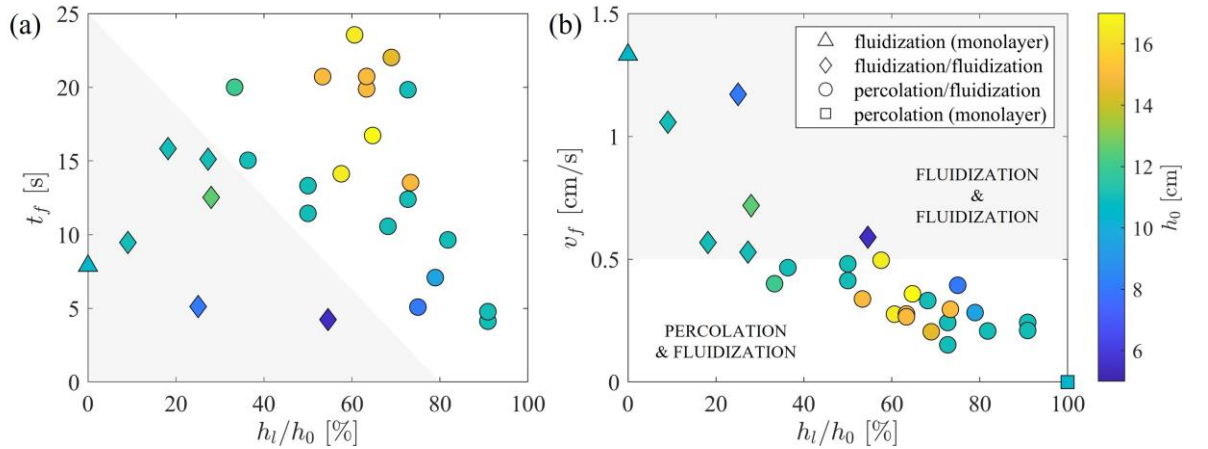 (a)
25
20
15
10
5
0
t_f [s]
0 20 40 60 80 100
h_l/h_0 [%]
(b)
1.5
1
0.5
0
v_f [cm/s]
fluidization (monolayer)
fluidization/fluidization
percolation/fluidization
percolation (monolayer)
FLUIDIZATION
&
FLUIDIZATION
PERCOLATION
& FLUIDIZATION
0 20 40 60 80 100
h_l/h_0 [%]
16
14
12
10
8
6
h_0 [cm]